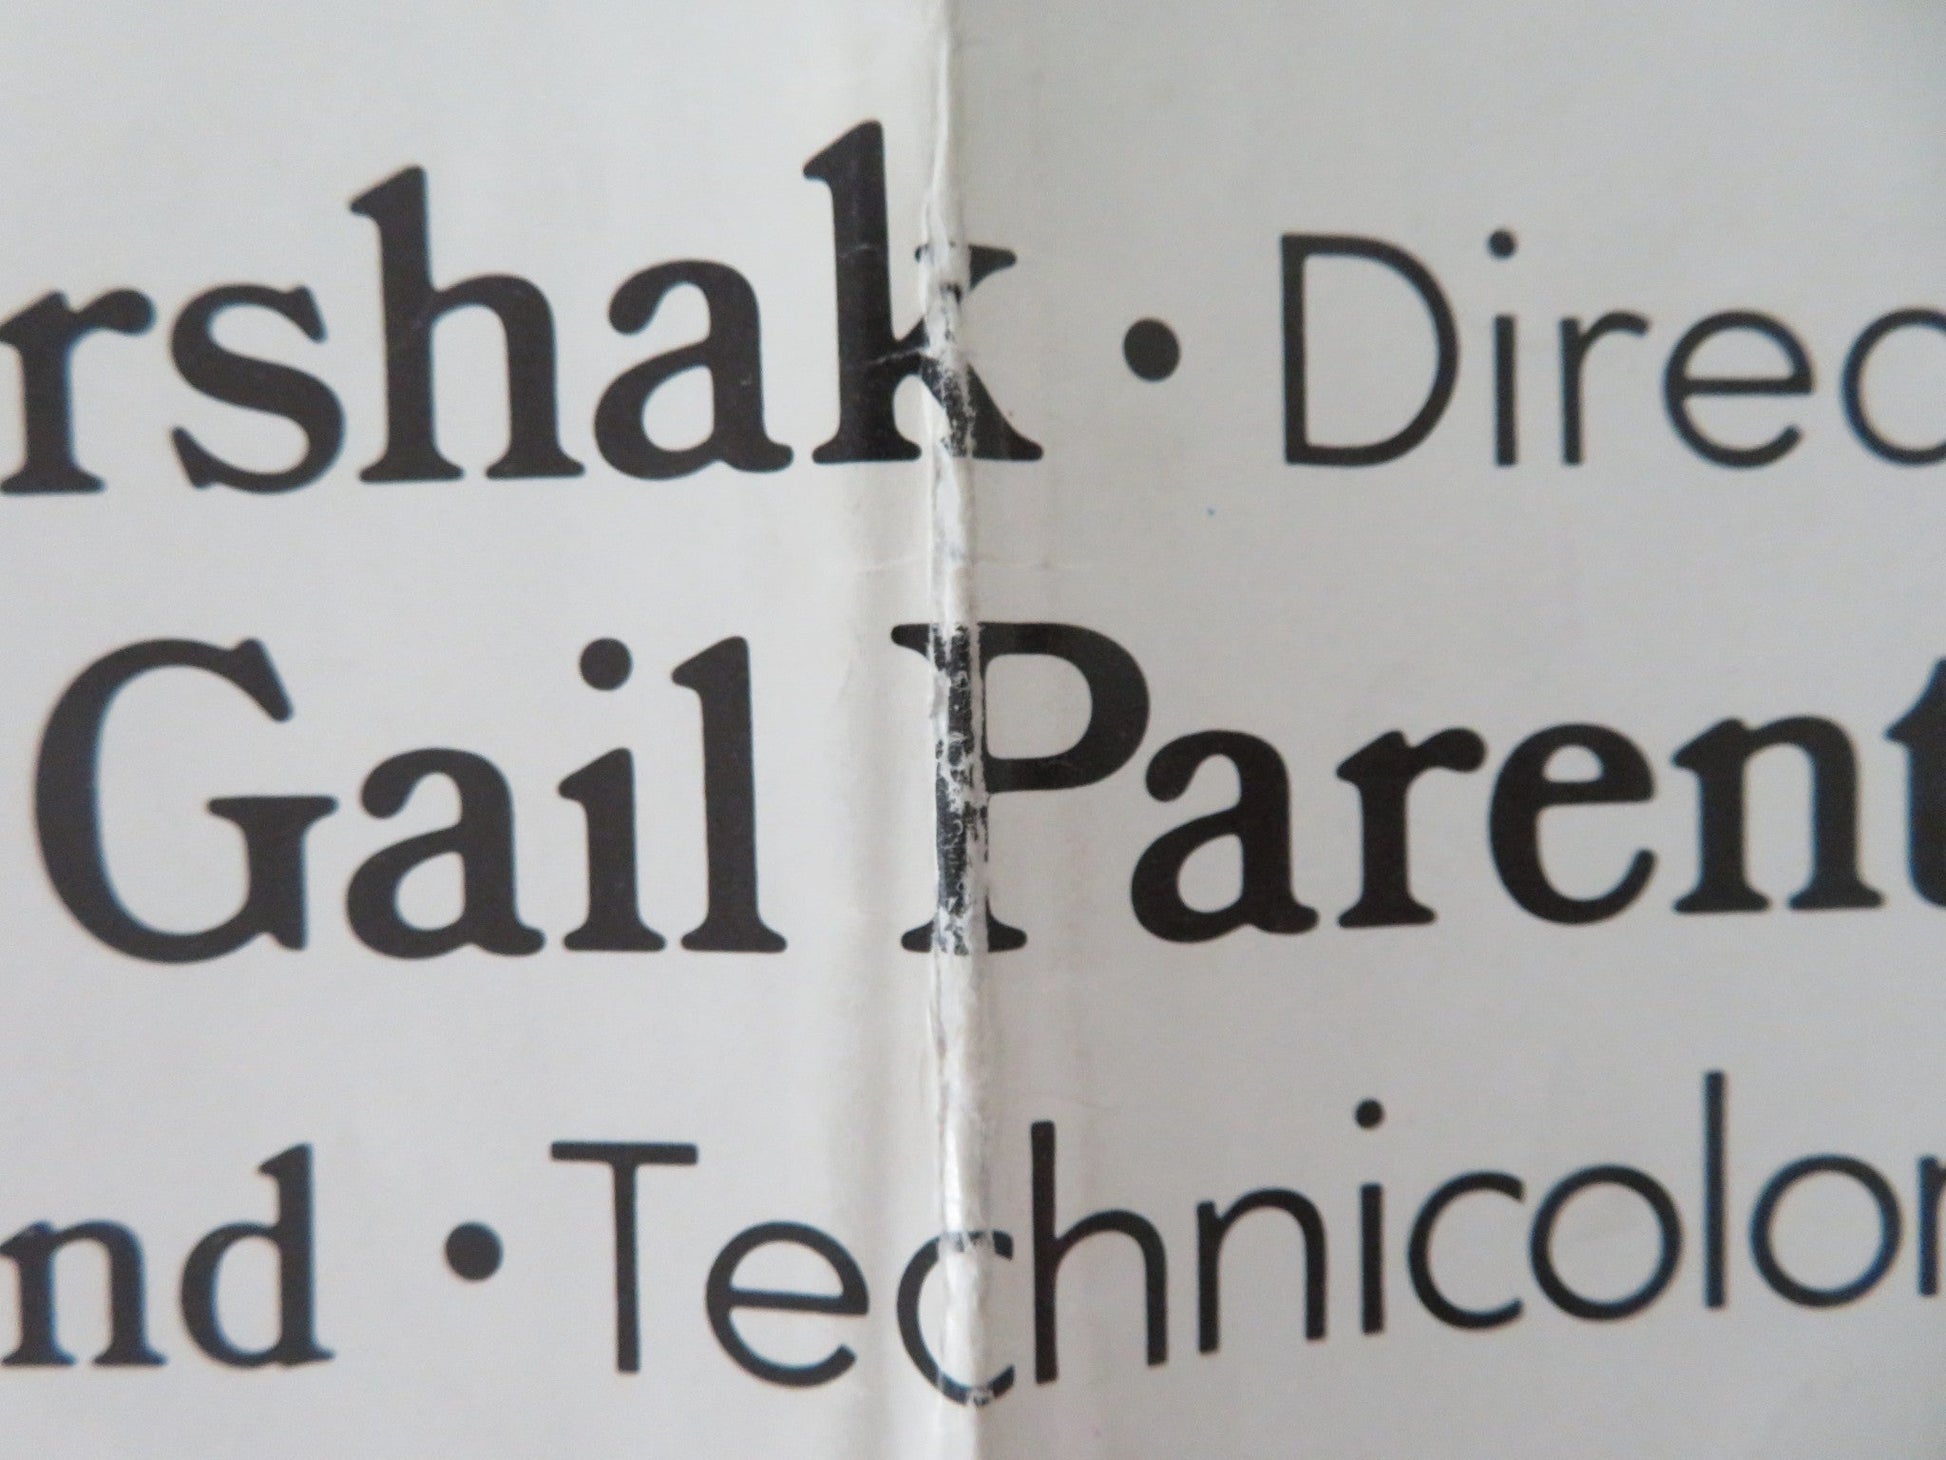 rshak • Direc
Gail Parent
nd • Technicolor